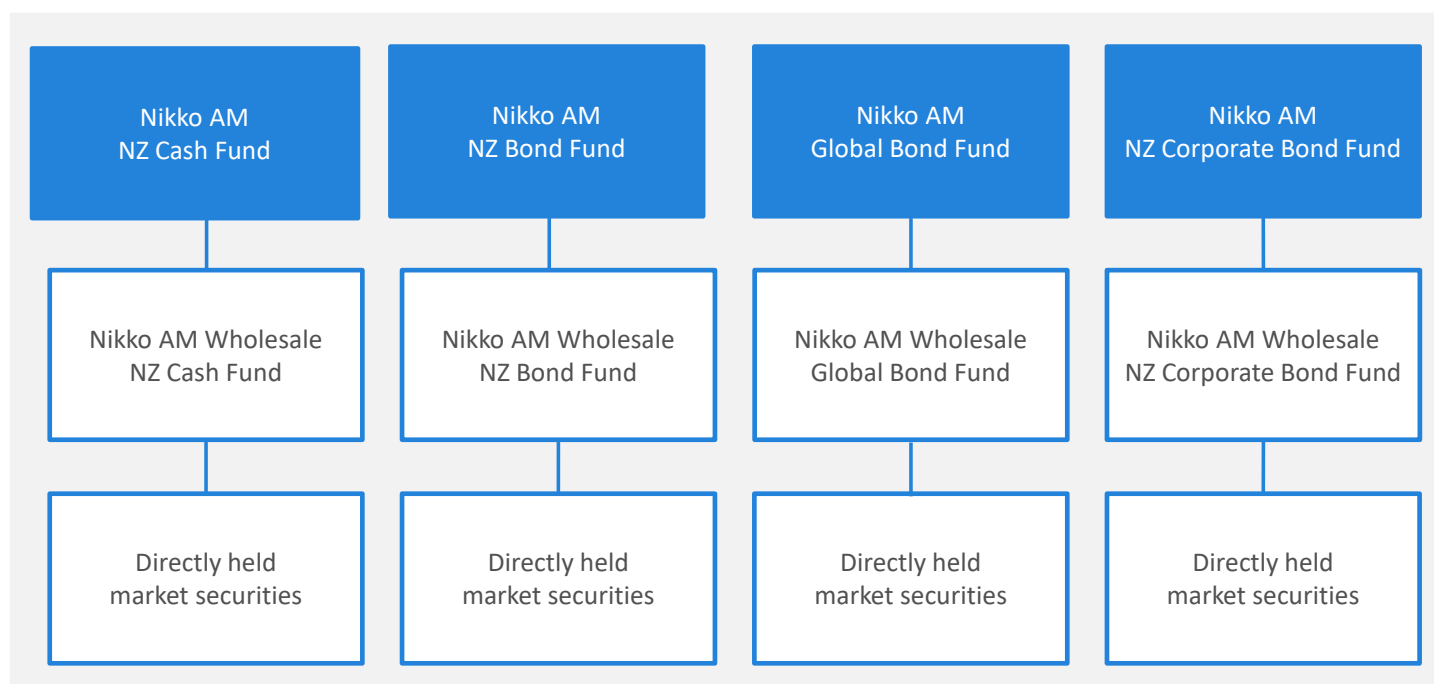 Nikko AM
NZ Cash Fund
Nikko AM
NZ Bond Fund
Nikko AM
Global Bond Fund
Nikko AM
NZ Corporate Bond Fund
Nikko AM Wholesale
NZ Cash Fund
Nikko AM Wholesale
NZ Bond Fund
Nikko AM Wholesale
Global Bond Fund
Nikko AM Wholesale
NZ Corporate Bond Fund
Directly held
market securities
Directly held
market securities
Directly held
market securities
Directly held
market securities